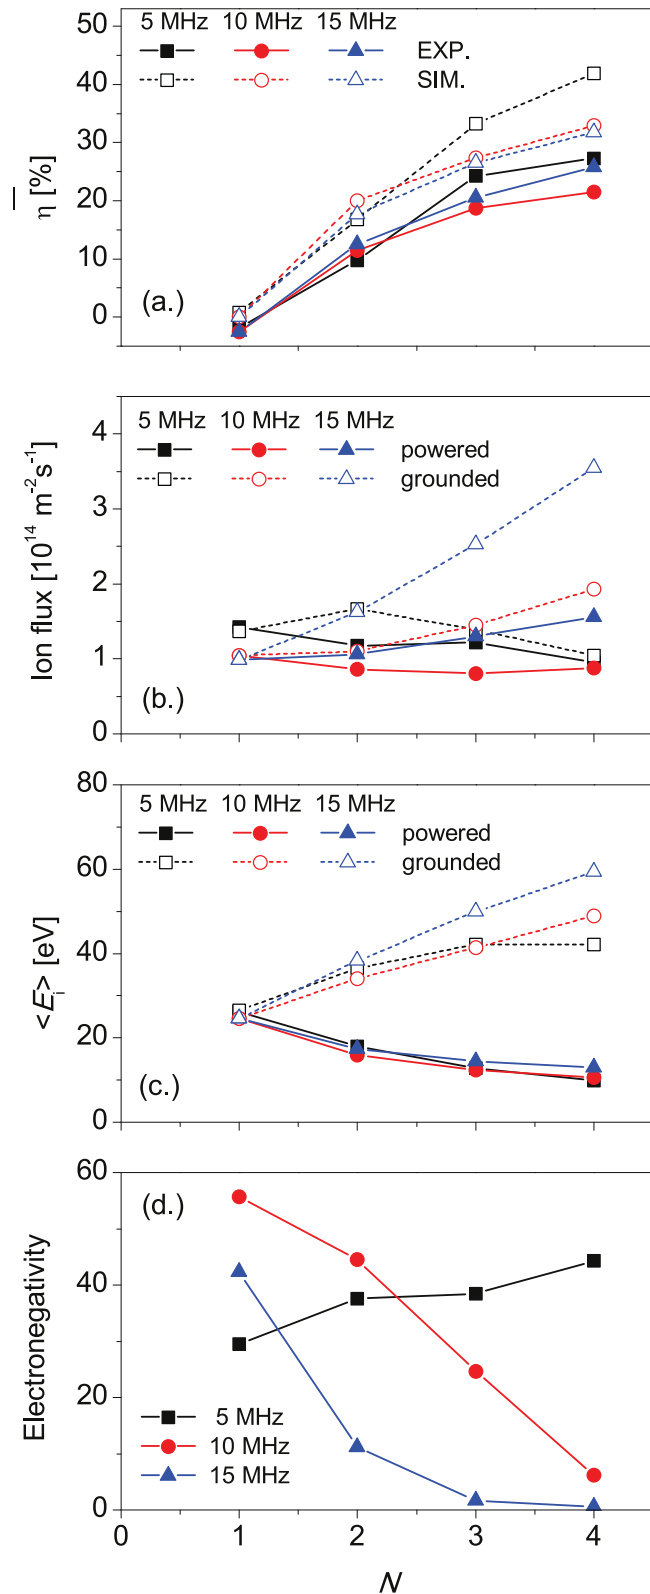 5 MHz 10 MHz 15 MHz
EXP.
SIM.
50
40
30
20
10
0
η [%]
(a.)
5 MHz 10 MHz 15 MHz
powered
grounded
4
3
2
1
0
Ion flux [10¹⁴ m⁻²s⁻¹]
(b.)
5 MHz 10 MHz 15 MHz
powered
grounded
80
60
40
20
0
<Eᵢ> [eV]
(c.)
(d.)
60
40
20
0
Electronegativity
5 MHz
10 MHz
15 MHz
0 1 2 3 4
N